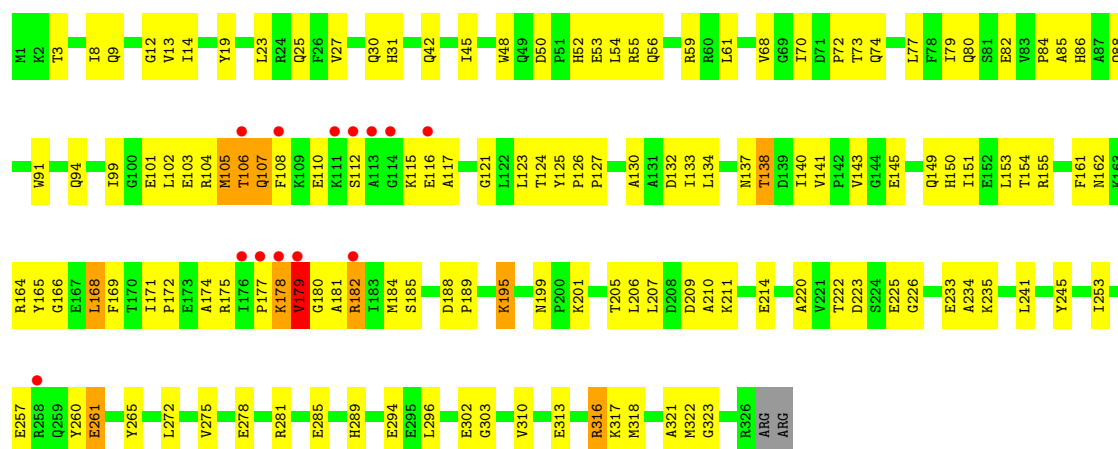 M1 K2 T3 I8 Q9 G12 V13 I14 Y19 L23 R24 Q25 F26 V27 Q30 H31 Q42 I45 W48 Q49 D50 P51 H52 E53 L54 R55 Q56 R59 R60 L61 V68 G69 I70 D71 P72 T73 Q74 L77 F78 I79 Q80 S81 E82 V83 P84 A85 H86 A87 Q88
W91 Q94 I99 G100 E101 L102 E103 R104 M105 T106 Q107 F108 K109 E110 K111 S112 A113 G114 K115 E116 A117 G121 L122 L123 T124 Y125 P126 P127 A130 A131 D132 I133 L134 N137 T138 D139 I140 V141 P142 V143 G144 E145 Q149 H150 I151 E152 L153 T154 R155 F161 N162 K163
R164 Y165 G166 E167 L168 F169 T170 I171 P172 E173 A174 R175 I176 P177 K178 V179 G180 A181 R182 I183 M184 S185 D188 P189 K195 N199 P200 K201 T205 L206 L207 D208 D209 A210 K211 E214 A220 V221 T222 D223 S224 E225 G226 E233 A234 K235 L241 Y245 I253
E257 R258 Q259 Y260 E261 Y265 L272 V275 E278 R281 E285 H289 E294 E295 L296 E302 G303 V310 E313 R316 K317 M318 A321 M322 G323 R326 ARG ARG